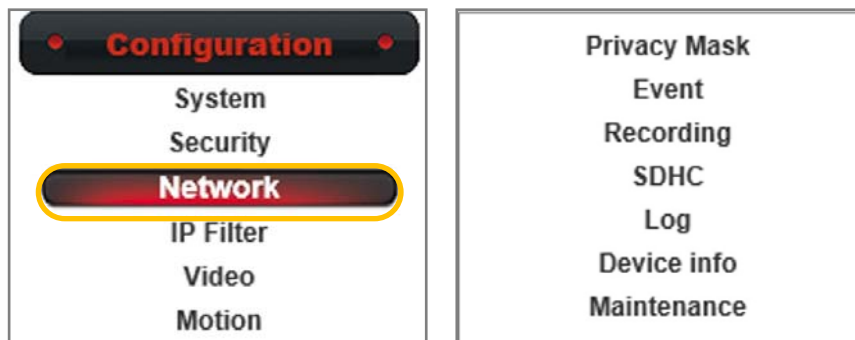 Configuration
System
Security
Network
IP Filter
Video
Motion
Privacy Mask
Event
Recording
SDHC
Log
Device info
Maintenance